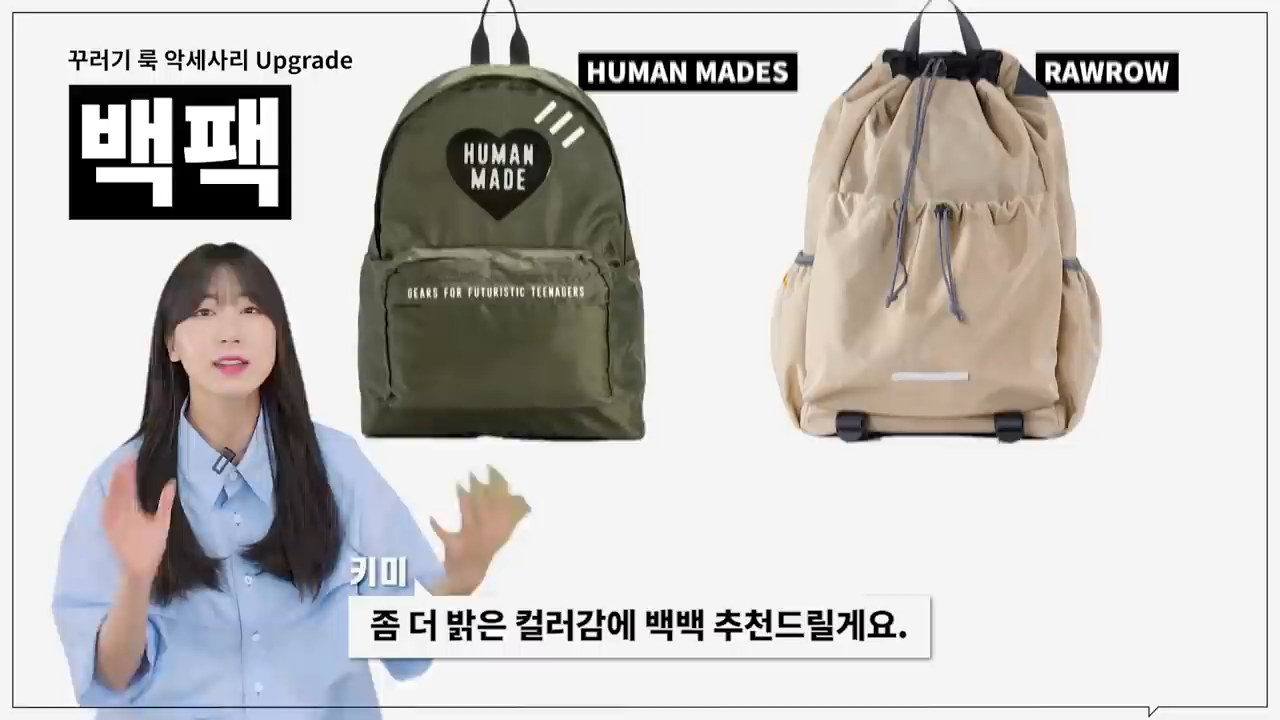 꾸러기 룩 악세사리 Upgrade
백팩
HUMAN MADES
RAWROW
HUMAN
MADE
GEARS FOR FUTURISTIC TEENAGERS
키미
좀 더 밝은 컬러감에 백백 추천드릴게요.